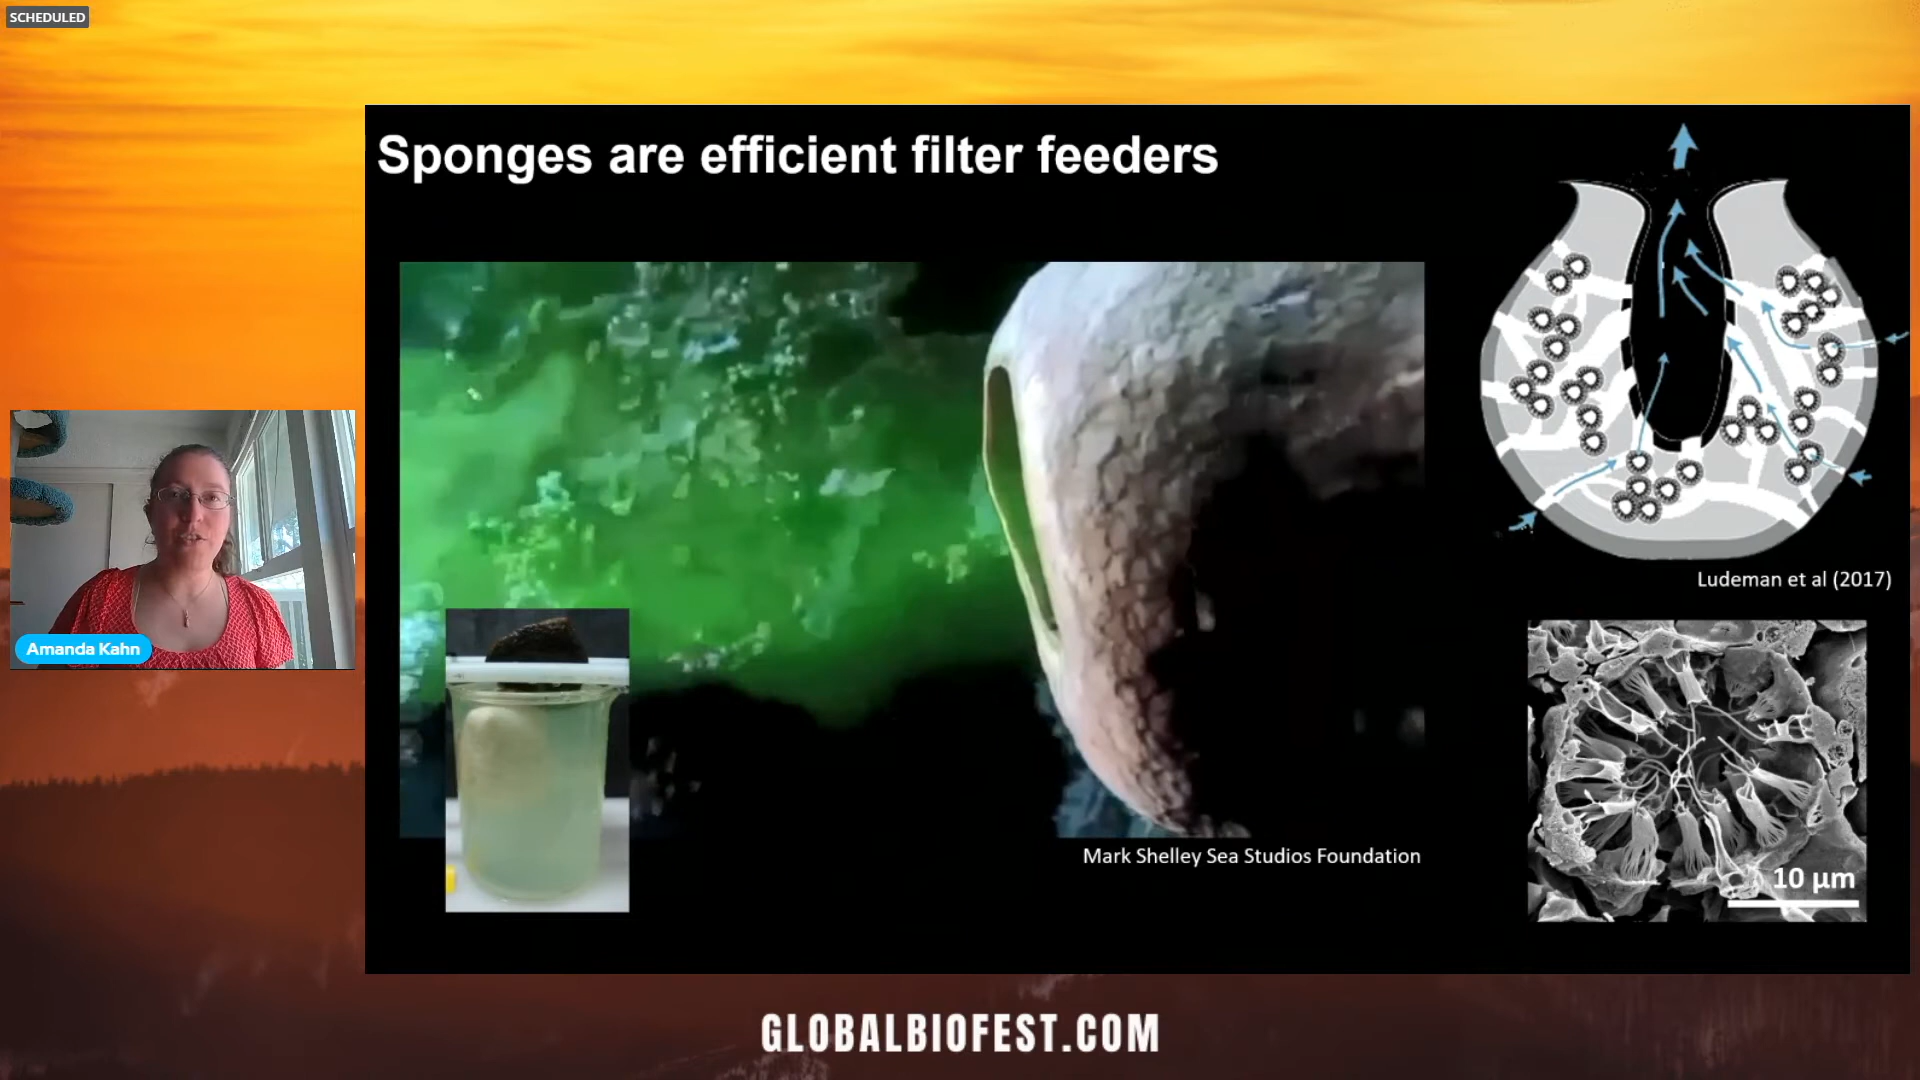 SCHEDULED
Sponges are efficient filter feeders
Ludeman et al (2017)
Amanda Kahn
Mark Shelley Sea Studios Foundation
10 µm
GLOBALBIOFEST.COM